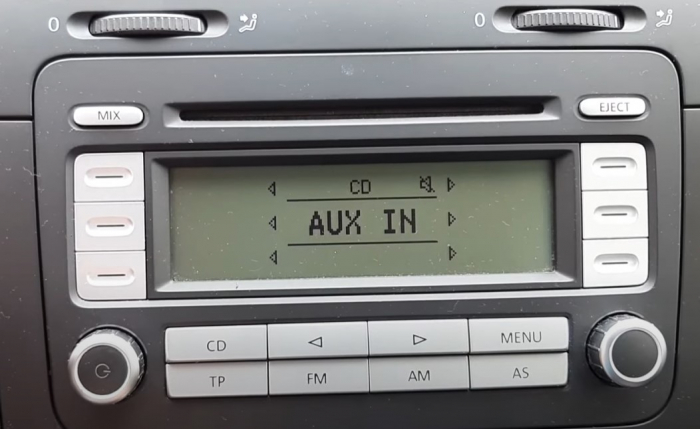 0 0
MIX EJECT
CD
AUX IN
CD MENU
TP FM AM AS